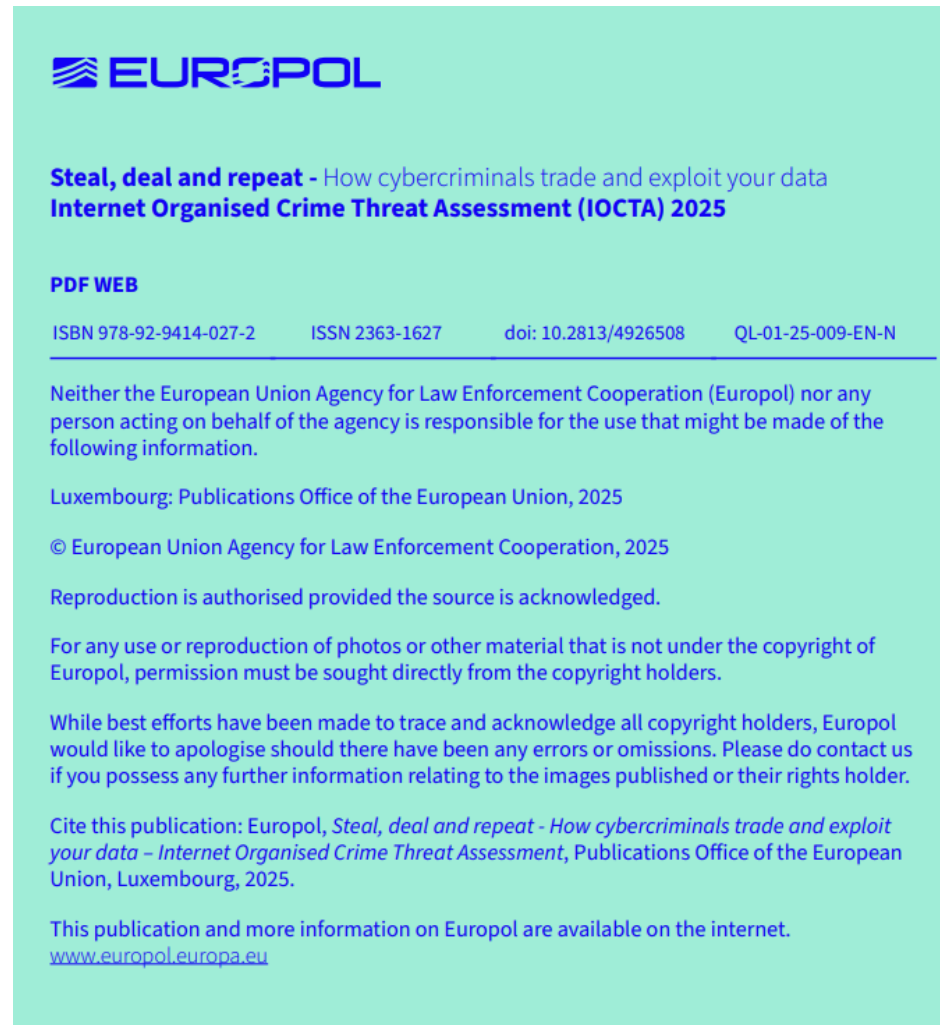 EUROPOL
Steal, deal and repeat - How cybercriminals trade and exploit your data
Internet Organised Crime Threat Assessment (IOCTA) 2025
PDF WEB
ISBN 978-92-9414-027-2 ISSN 2363-1627 doi: 10.2813/4926508 QL-01-25-009-EN-N
Neither the European Union Agency for Law Enforcement Cooperation (Europol) nor any
person acting on behalf of the agency is responsible for the use that might be made of the
following information.
Luxembourg: Publications Office of the European Union, 2025
© European Union Agency for Law Enforcement Cooperation, 2025
Reproduction is authorised provided the source is acknowledged.
For any use or reproduction of photos or other material that is not under the copyright of
Europol, permission must be sought directly from the copyright holders.
While best efforts have been made to trace and acknowledge all copyright holders, Europol
would like to apologise should there have been any errors or omissions. Please do contact us
if you possess any further information relating to the images published or their rights holder.
Cite this publication: Europol, Steal, deal and repeat - How cybercriminals trade and exploit
your data – Internet Organised Crime Threat Assessment, Publications Office of the European
Union, Luxembourg, 2025.
This publication and more information on Europol are available on the internet.
www.europol.europa.eu